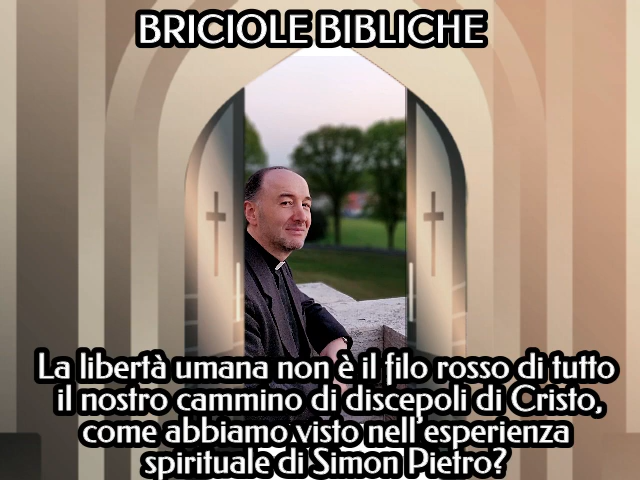 BRICIOLE BIBLICHE
La libertà umana non è il filo rosso di tutto
il nostro cammino di discepoli di Cristo,
come abbiamo visto nell'esperienza
spirituale di Simon Pietro?